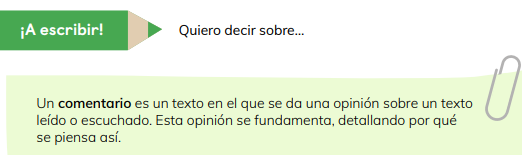 ¡A escribir!
Quiero decir sobre...
Un comentario es un texto en el que se da una opinión sobre un texto
leído o escuchado. Esta opinión se fundamenta, detallando por qué
se piensa así.